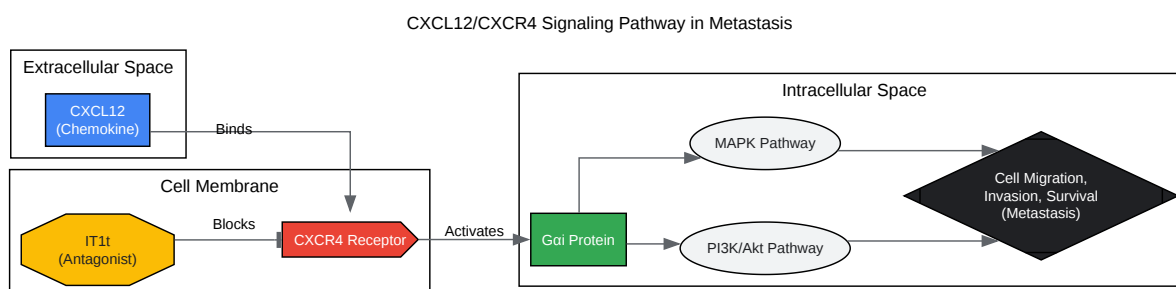 CXCL12/CXCR4 Signaling Pathway in Metastasis
Extracellular Space
CXCL12
(Chemokine)
Binds
Cell Membrane
IT1t
(Antagonist)
Blocks
CXCR4 Receptor
Activates
Intracellular Space
Gαi Protein
MAPK Pathway
PI3K/Akt Pathway
Cell Migration,
Invasion, Survival
(Metastasis)